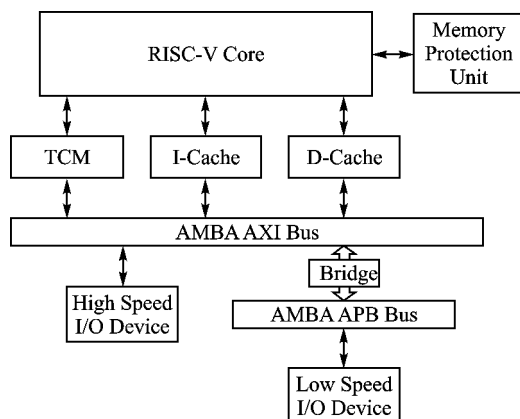 RISC-V Core
Memory
Protection
Unit
TCM
I-Cache
D-Cache
AMBA AXI Bus
Bridge
High Speed
I/O Device
AMBA APB Bus
Low Speed
I/O Device